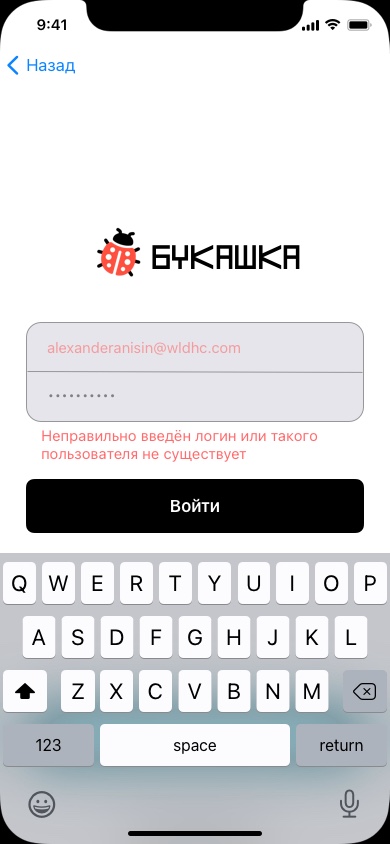 9:41
Назад
БУКАШКА
alexanderanisin@wldhc.com
••••••••••
Неправильно введён логин или такого
пользователя не существует
Войти
Q W E R T Y U I O P
A S D F G H J K L
Z X C V B N M
123 space return